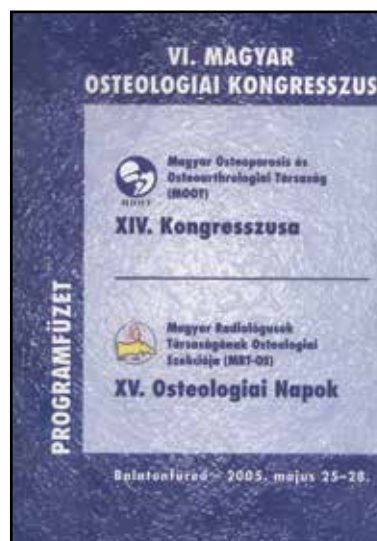 VI. MAGYAR
OSTEOLOGIAI KONGRESSZUS
Magyar Osteoporosis és
Osteoarthrologiai Társaság
(MOOT)
MOOT
XIV. Kongresszusa
Magyar Radiológusok
Társaságának Osteologiai
Szekciója (MRT-OS)
XV. Osteologiai Napok
PROGRAMFÜZET
Balatonfüred – 2005. május 25–28.